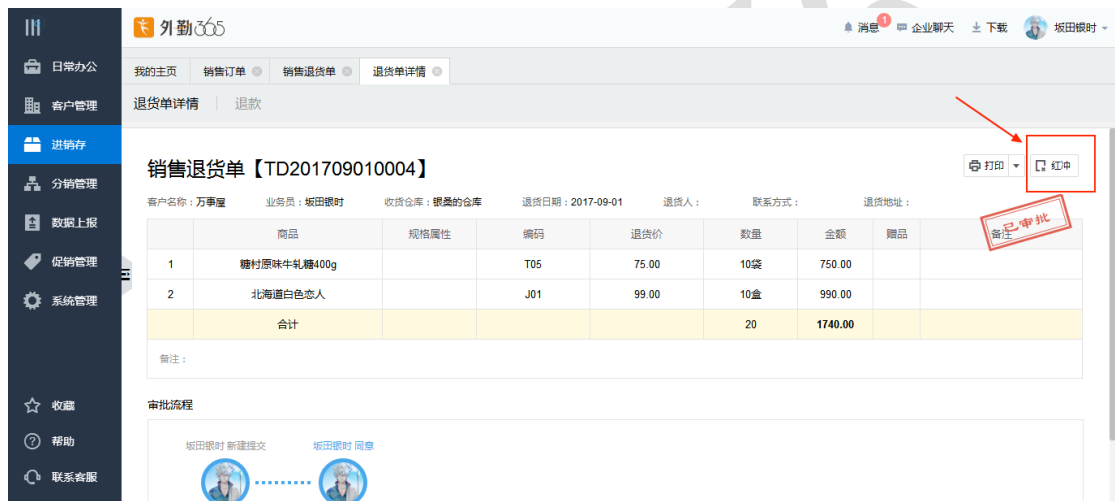 外勤365
消息 1 企业聊天 下载 坂田银时
日常办公
客户管理
进销存
分销管理
数据上报
促销管理
系统管理
收藏
帮助
联系客服
我的主页 销售订单 销售退货单 退货单详情
退货单详情 退款
销售退货单【TD201709010004】
打印 红冲
客户名称：万事屋 业务员：坂田银时 收货仓库：银桑的仓库 退货日期：2017-09-01 退货人： 联系方式： 退货地址：
已审批
商品 规格属性 编码 退货价 数量 金额 赠品 备注
1 糖村原味牛轧糖400g T05 75.00 10袋 750.00
2 北海道白色恋人 J01 99.00 10盒 990.00
合计 20 1740.00
备注：
审批流程
坂田银时 新建提交 坂田银时 同意